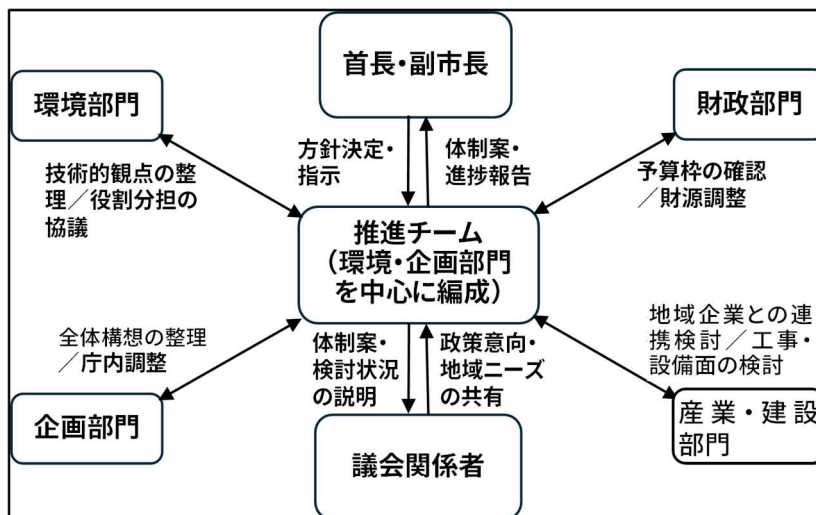 首長・副市長
環境部門
財政部門
方針決定・
指示
体制案・
進捗報告
技術的観点の整
理／役割分担の
協議
予算枠の確認
／財源調整
推進チーム
（環境・企画部門
を中心に編成）
全体構想の整理
／庁内調整
体制案・
検討状況
の説明
政策意向・
地域ニーズ
の共有
地域企業との連
携検討／工事・
設備面の検討
企画部門
議会関係者
産業・建設
部門